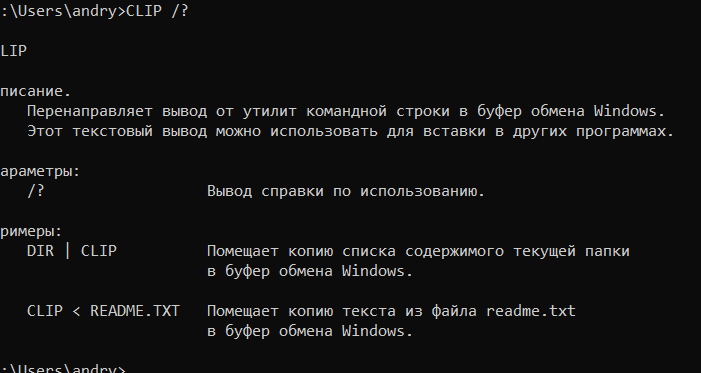 :\Users\andry>CLIP /?
LIP
писание.
Перенаправляет вывод от утилит командной строки в буфер обмена Windows.
Этот текстовый вывод можно использовать для вставки в других программах.
араметры:
/? Вывод справки по использованию.
римеры:
DIR | CLIP Помещает копию списка содержимого текущей папки
в буфер обмена Windows.
CLIP < README.TXT Помещает копию текста из файла readme.txt
в буфер обмена Windows.
:\Users\andry>